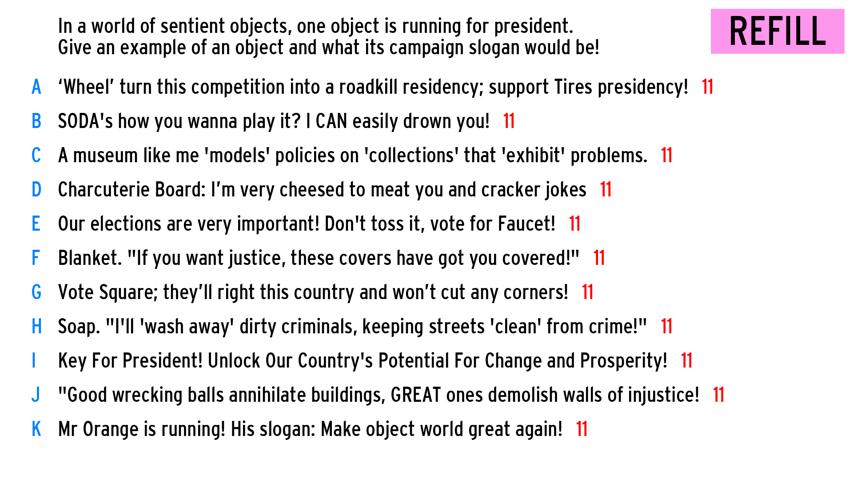 In a world of sentient objects, one object is running for president.
Give an example of an object and what its campaign slogan would be!
REFILL
A ‘Wheel’ turn this competition into a roadkill residency; support Tires presidency! 11
B SODA's how you wanna play it? I CAN easily drown you! 11
C A museum like me 'models' policies on 'collections' that 'exhibit' problems. 11
D Charcuterie Board: I’m very cheesed to meat you and cracker jokes 11
E Our elections are very important! Don't toss it, vote for Faucet! 11
F Blanket. "If you want justice, these covers have got you covered!" 11
G Vote Square; they’ll right this country and won’t cut any corners! 11
H Soap. "I'll 'wash away' dirty criminals, keeping streets 'clean' from crime!" 11
I Key For President! Unlock Our Country's Potential For Change and Prosperity! 11
J "Good wrecking balls annihilate buildings, GREAT ones demolish walls of injustice! 11
K Mr Orange is running! His slogan: Make object world great again! 11